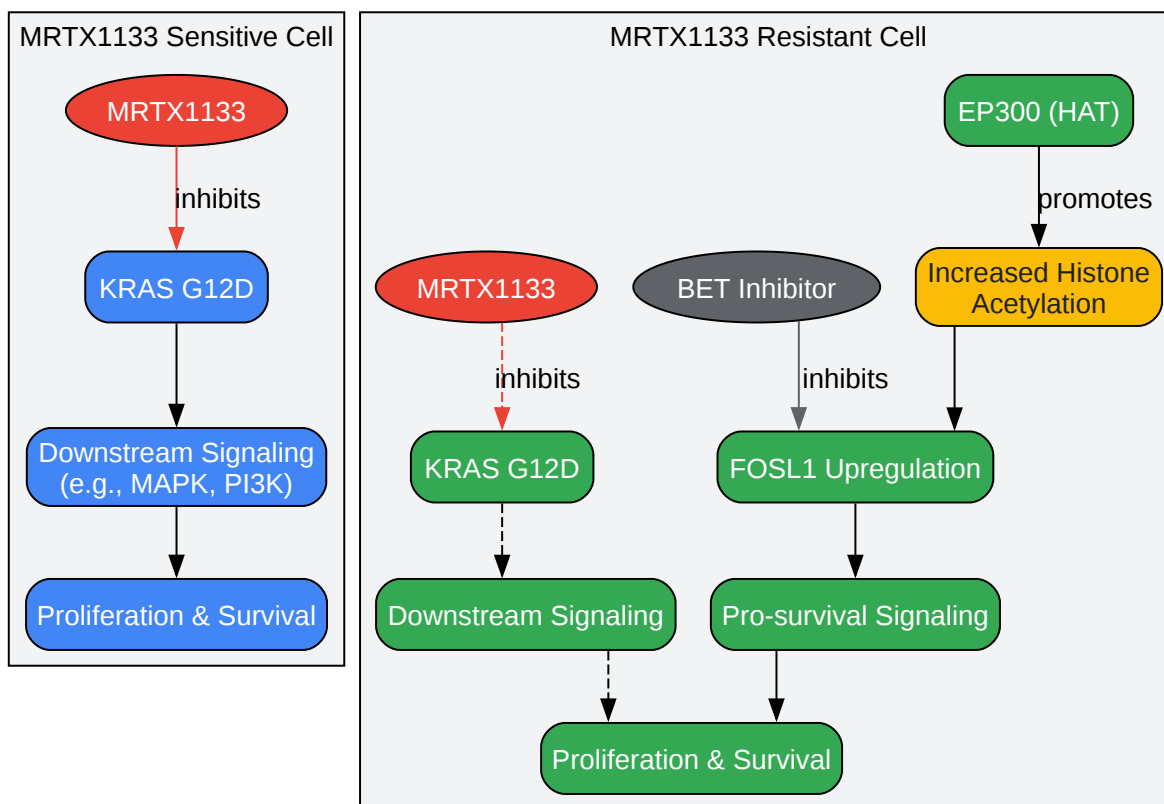 MRTX1133 Sensitive Cell
MRTX1133
inhibits
KRAS G12D
Downstream Signaling
(e.g., MAPK, PI3K)
Proliferation & Survival
MRTX1133 Resistant Cell
EP300 (HAT)
promotes
MRTX1133
BET Inhibitor
Increased Histone
Acetylation
inhibits
inhibits
KRAS G12D
FOSL1 Upregulation
Downstream Signaling
Pro-survival Signaling
Proliferation & Survival